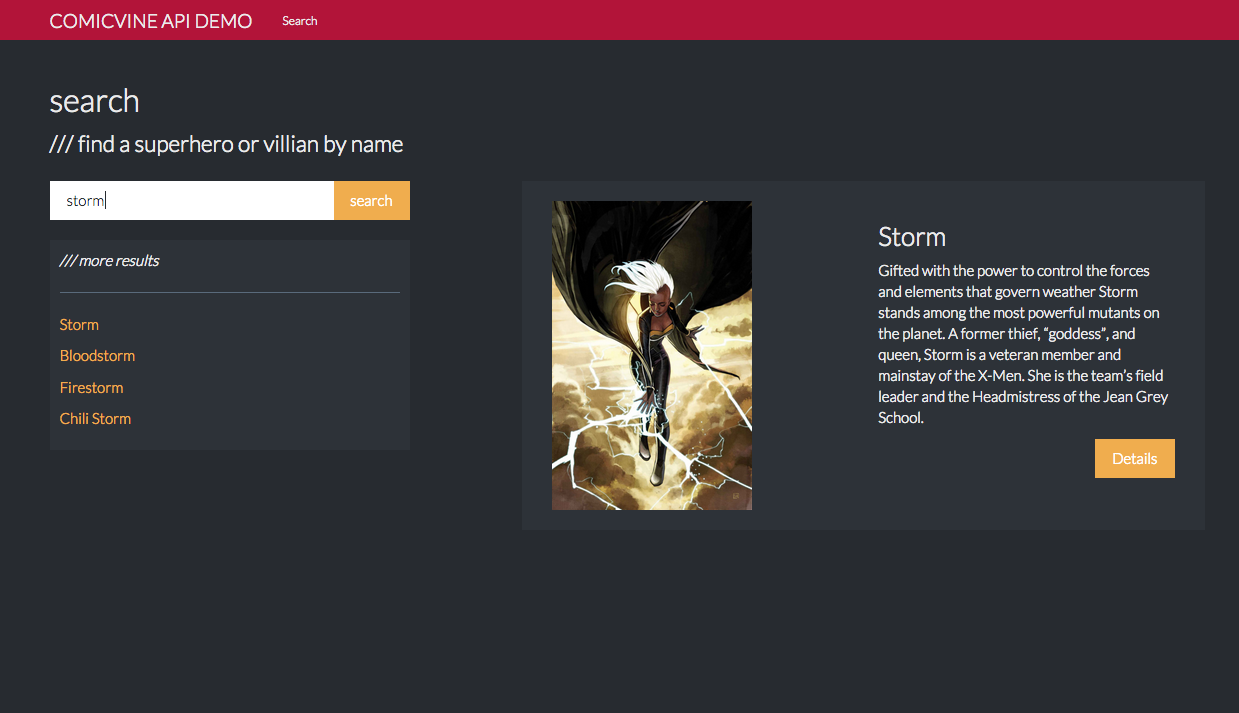 COMICVINE API DEMO
Search
search
/// find a superhero or villian by name
storm
search
/// more results
Storm
Bloodstorm
Firestorm
Chili Storm
Storm
Gifted with the power to control the forces
and elements that govern weather Storm
stands among the most powerful mutants on
the planet. A former thief, “goddess”, and
queen, Storm is a veteran member and
mainstay of the X-Men. She is the team’s field
leader and the Headmistress of the Jean Grey
School.
Details